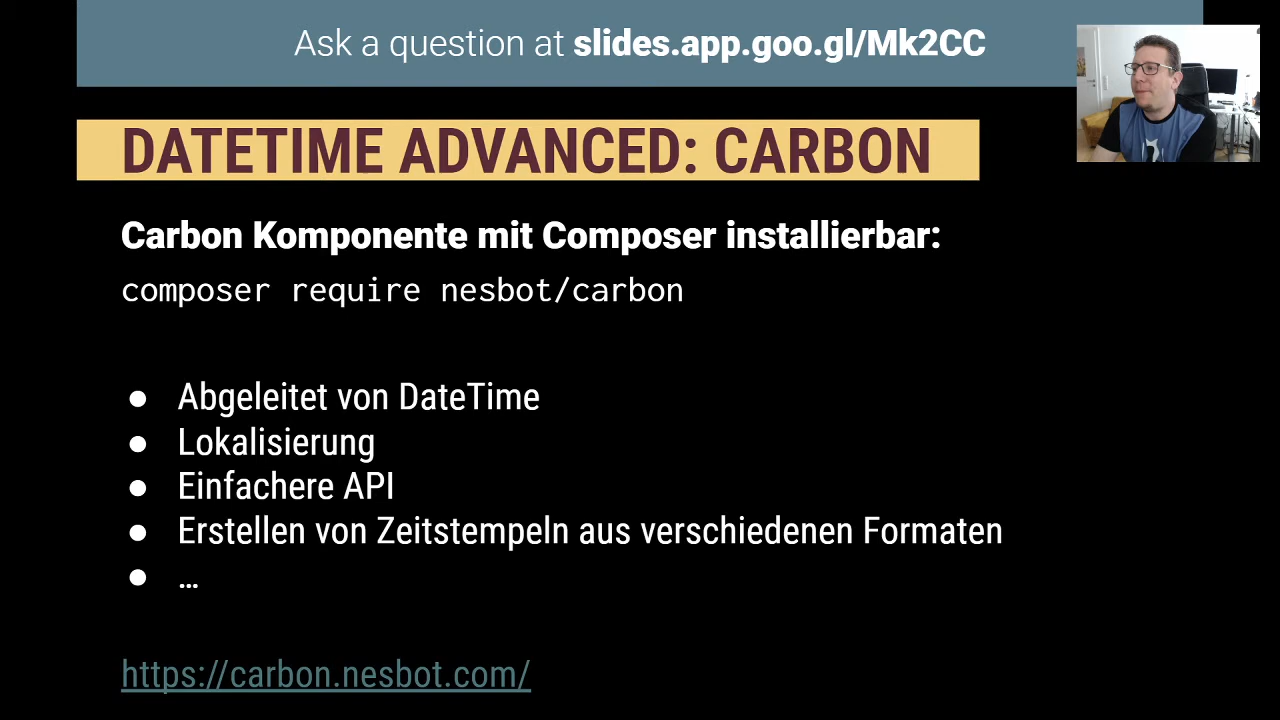 Ask a question at slides.app.goo.gl/Mk2CC
DATETIME ADVANCED: CARBON
Carbon Komponente mit Composer installierbar:
composer require nesbot/carbon
● Abgeleitet von DateTime
● Lokalisierung
● Einfachere API
● Erstellen von Zeitstempeln aus verschiedenen Formaten
● …
https://carbon.nesbot.com/